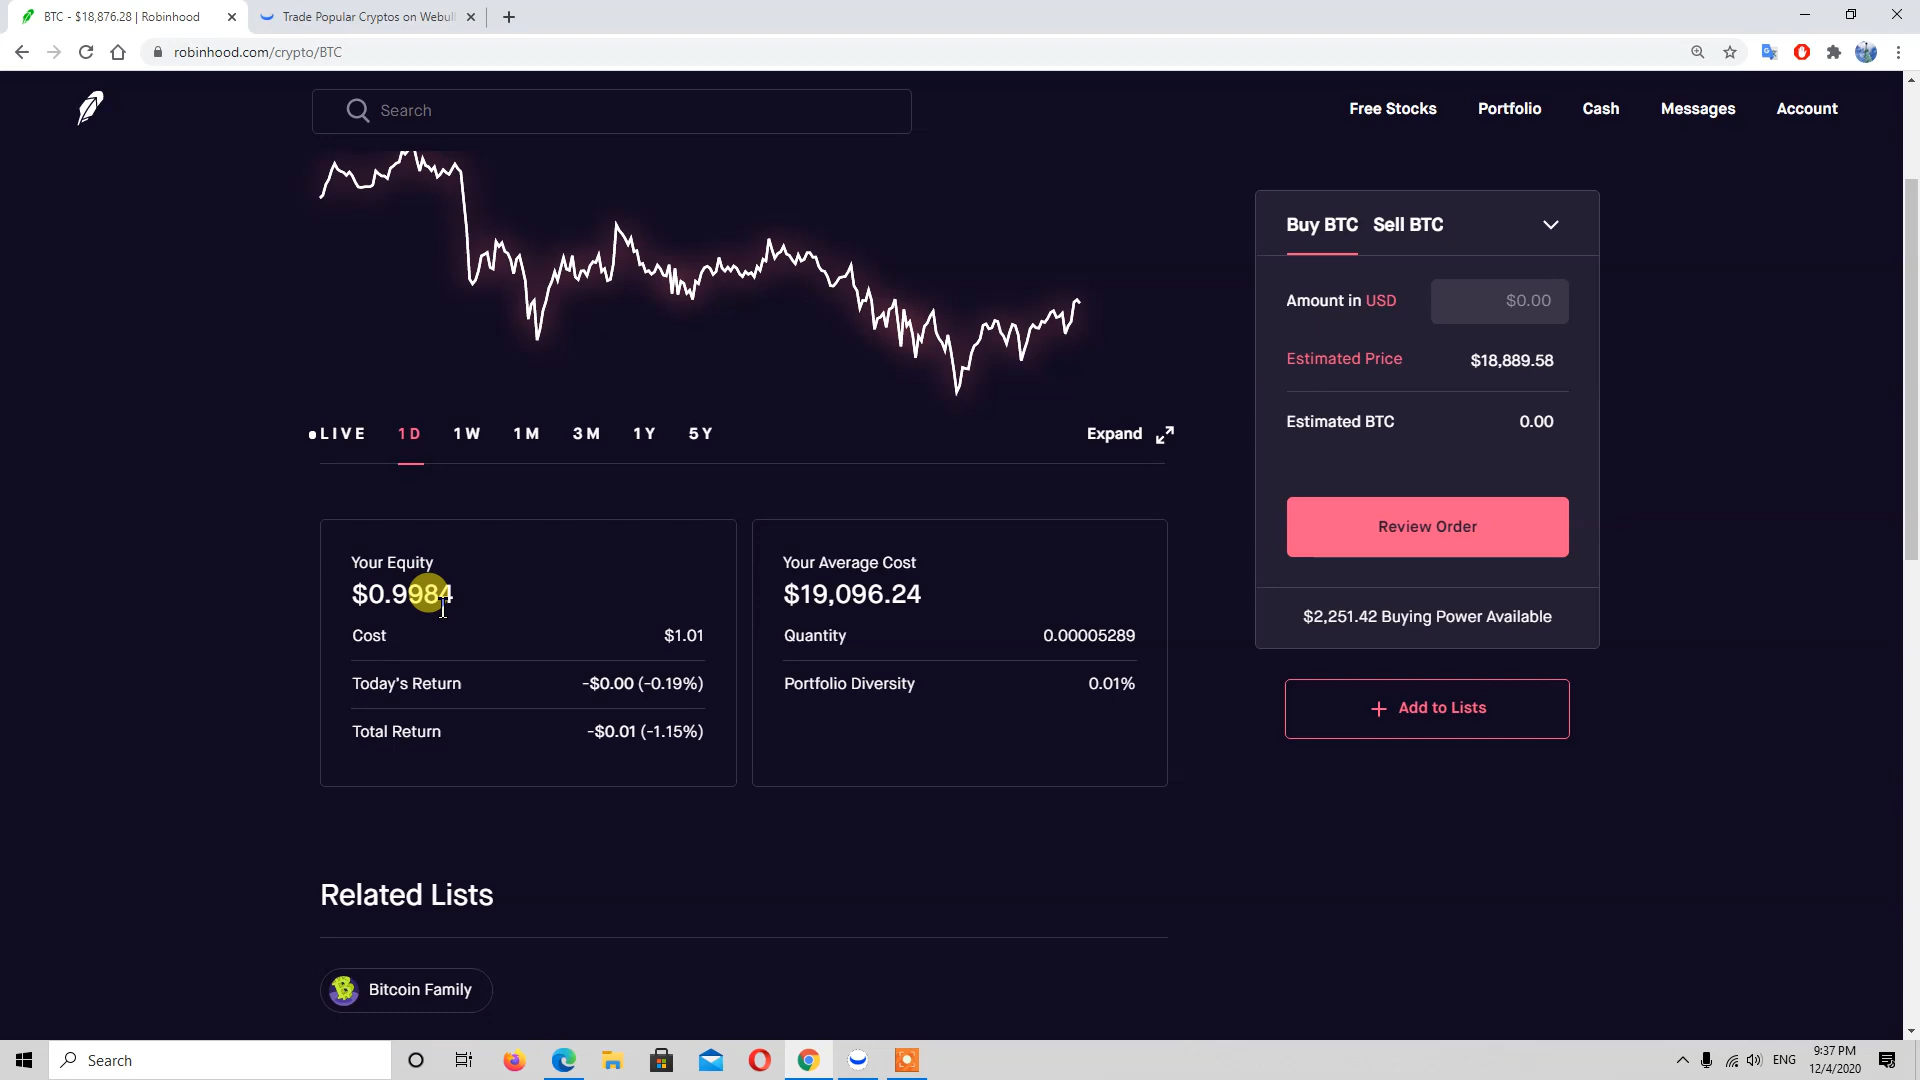 BTC - $18,876.28 | Robinhood
Trade Popular Cryptos on Webull
robinhood.com/crypto/BTC
Search
Free Stocks
Portfolio
Cash
Messages
Account
Buy BTC
Sell BTC
Amount in USD
$0.00
Estimated Price
$18,889.58
Estimated BTC
0.00
Review Order
$2,251.42 Buying Power Available
+ Add to Lists
LIVE
1D
1W
1M
3M
1Y
5Y
Expand
Your Equity
$0.9984
Cost
$1.01
Today's Return
-$0.00 (-0.19%)
Total Return
-$0.01 (-1.15%)
Your Average Cost
$19,096.24
Quantity
0.00005289
Portfolio Diversity
0.01%
Related Lists
Bitcoin Family
Search
ENG
9:37 PM
12/4/2020